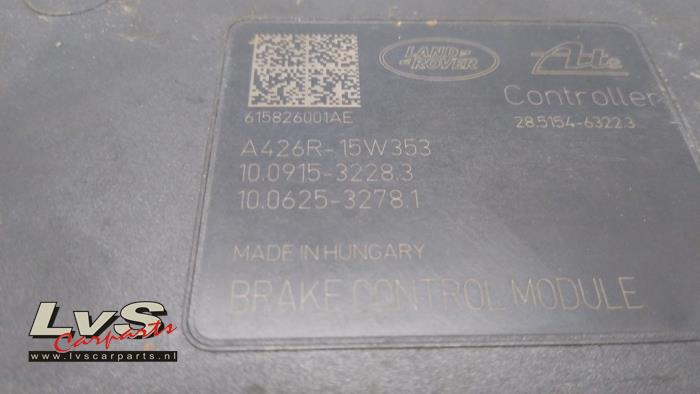 LAND
ROVER
Ate
Controller
615826001AE
28.5154-6322.3
A426R-15W353
10.0915-3228.3
10.0625-3278.1
MADE IN HUNGARY
BRAKE CONTROL MODULE
LvS
Carparts
www.lvscarparts.nl